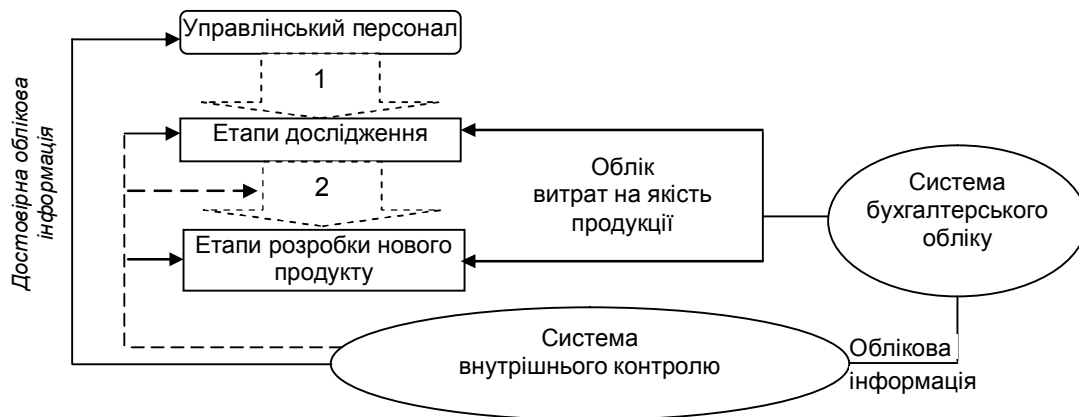 Управлінський персонал
1
Етапи дослідження
2
Етапи розробки нового
продукту
Достовірна облікова
інформація
Облік
витрат на якість
продукції
Система
бухгалтерського
обліку
Система
внутрішнього контролю
Облікова
інформація